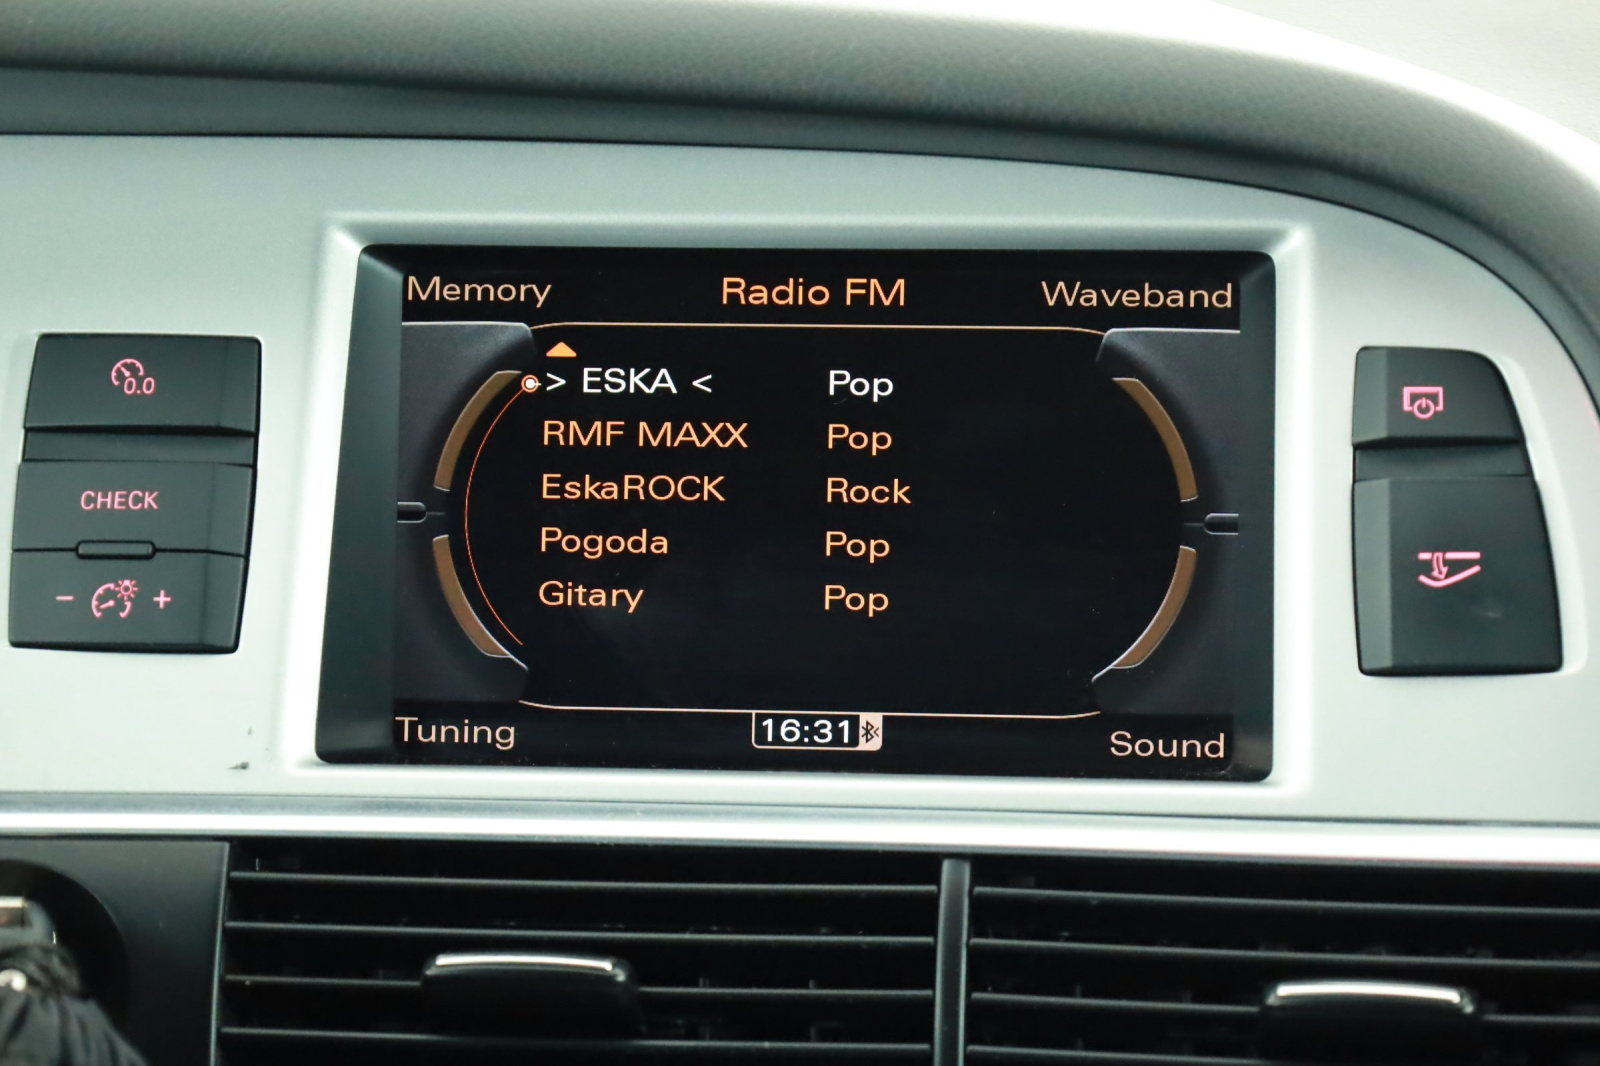 Memory Radio FM Waveband
> ESKA < Pop
RMF MAXX Pop
EskaROCK Rock
Pogoda Pop
Gitary Pop
Tuning 16:31 Sound
0.0
CHECK
- +